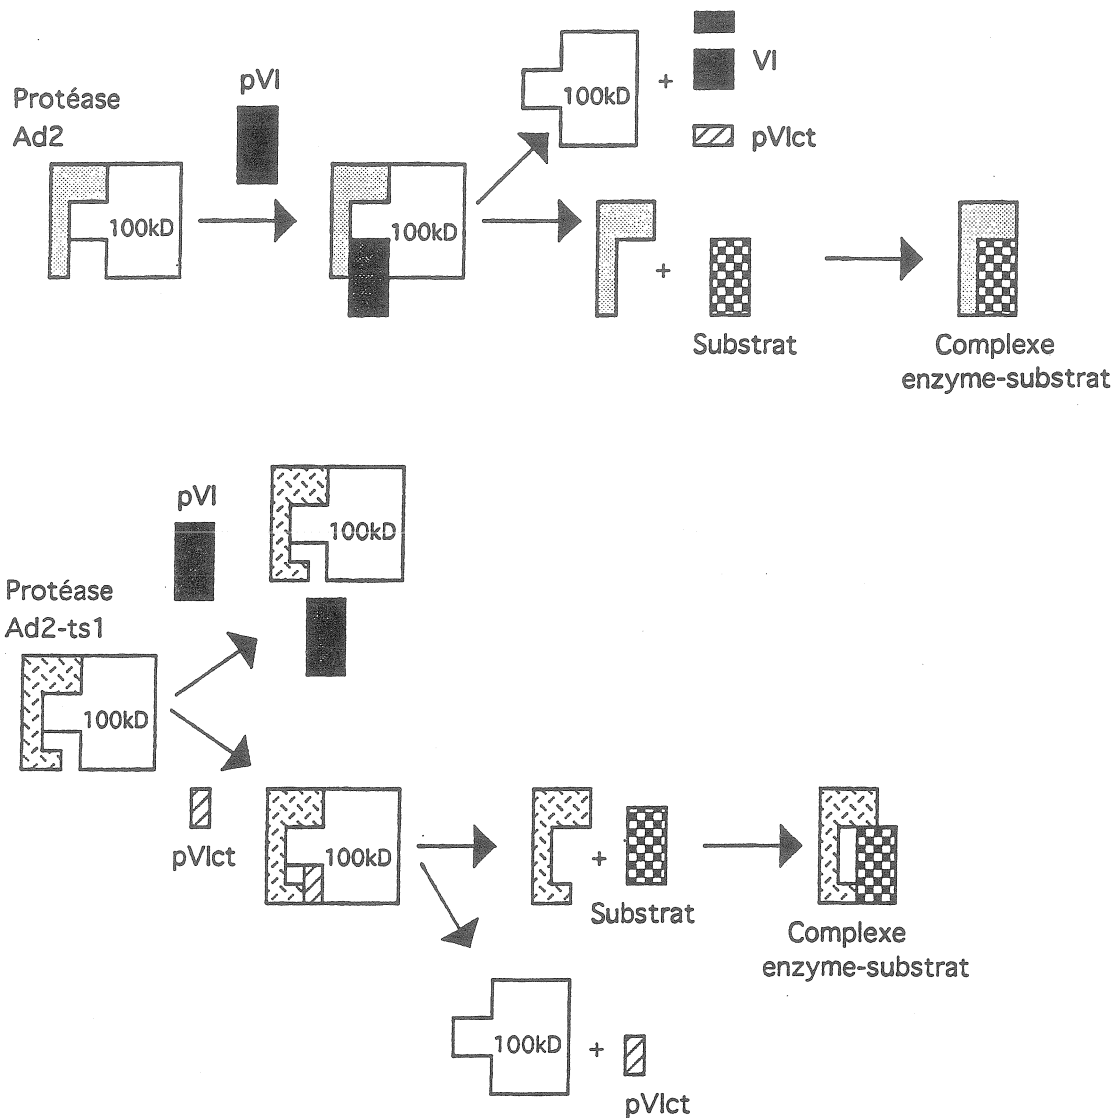 Protéase
Ad2
100kD
pVI
100kD
100kD
+
VI
pVIct
+
Substrat
Complexe
enzyme-substrat
Protéase
Ad2-ts1
100kD
pVI
100kD
pVIct
100kD
+
Substrat
Complexe
enzyme-substrat
100kD
+
pVIct